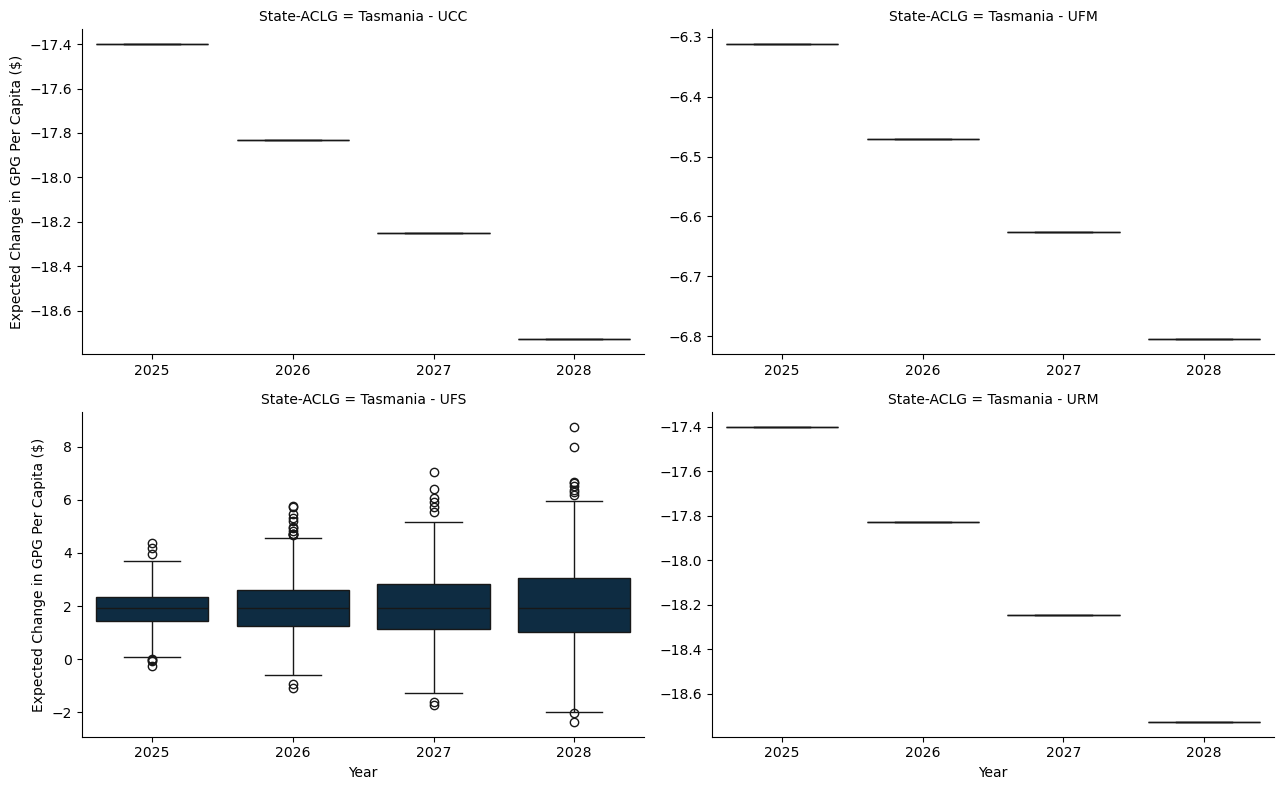 State-ACLG = Tasmania - UCC
Expected Change in GPG Per Capita ($)
−17.4
−17.6
−17.8
−18.0
−18.2
−18.4
−18.6
2025 2026 2027 2028
State-ACLG = Tasmania - UFM
−6.3
−6.4
−6.5
−6.6
−6.7
−6.8
2025 2026 2027 2028
State-ACLG = Tasmania - UFS
Expected Change in GPG Per Capita ($)
8
6
4
2
0
−2
2025 2026 2027 2028
Year
State-ACLG = Tasmania - URM
−17.4
−17.6
−17.8
−18.0
−18.2
−18.4
−18.6
2025 2026 2027 2028
Year